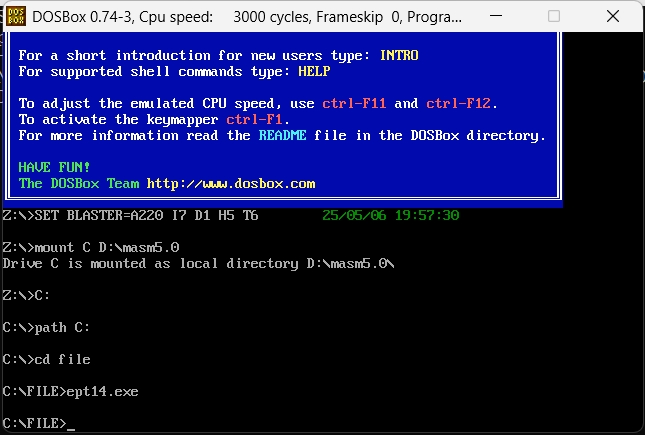 DOSBox 0.74-3, Cpu speed:    3000 cycles, Frameskip  0, Progra...
DOS
BOX
For a short introduction for new users type: INTRO
For supported shell commands type: HELP
To adjust the emulated CPU speed, use ctrl-F11 and ctrl-F12.
To activate the keymapper ctrl-F1.
For more information read the README file in the DOSBox directory.
HAVE FUN!
The DOSBox Team http://www.dosbox.com
Z:\>SET BLASTER=A220 I7 D1 H5 T6        25/05/06 19:57:30
Z:\>mount C D:\masm5.0
Drive C is mounted as local directory D:\masm5.0\
Z:\>C:
C:\>path C:
C:\>cd file
C:\FILE>ept14.exe
C:\FILE>_